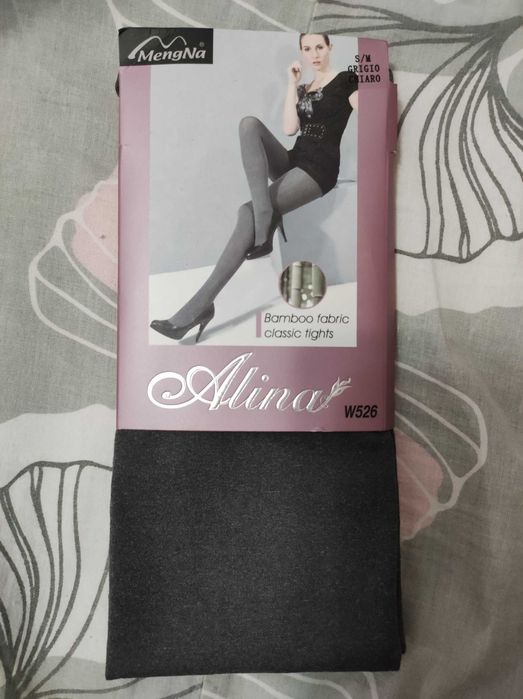 MengNa®
S/M
GRIGIO
CHIARO
Bamboo fabric
classic tights
Alina
W526